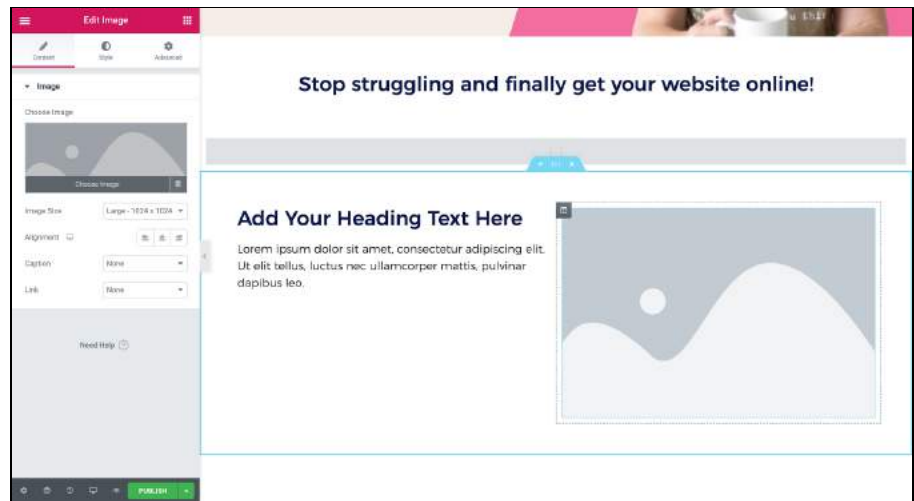 Edit Image
Content
Style
Advanced
Image
Choose Image
Choose Image
Image Size
Large - 1024 x 1024
Alignment
Caption
None
Link
None
Need Help
PUBLISH
u thi
Stop struggling and finally get your website online!
Add Your Heading Text Here
Lorem ipsum dolor sit amet, consectetur adipiscing elit.
Ut elit tellus, luctus nec ullamcorper mattis, pulvinar
dapibus leo.